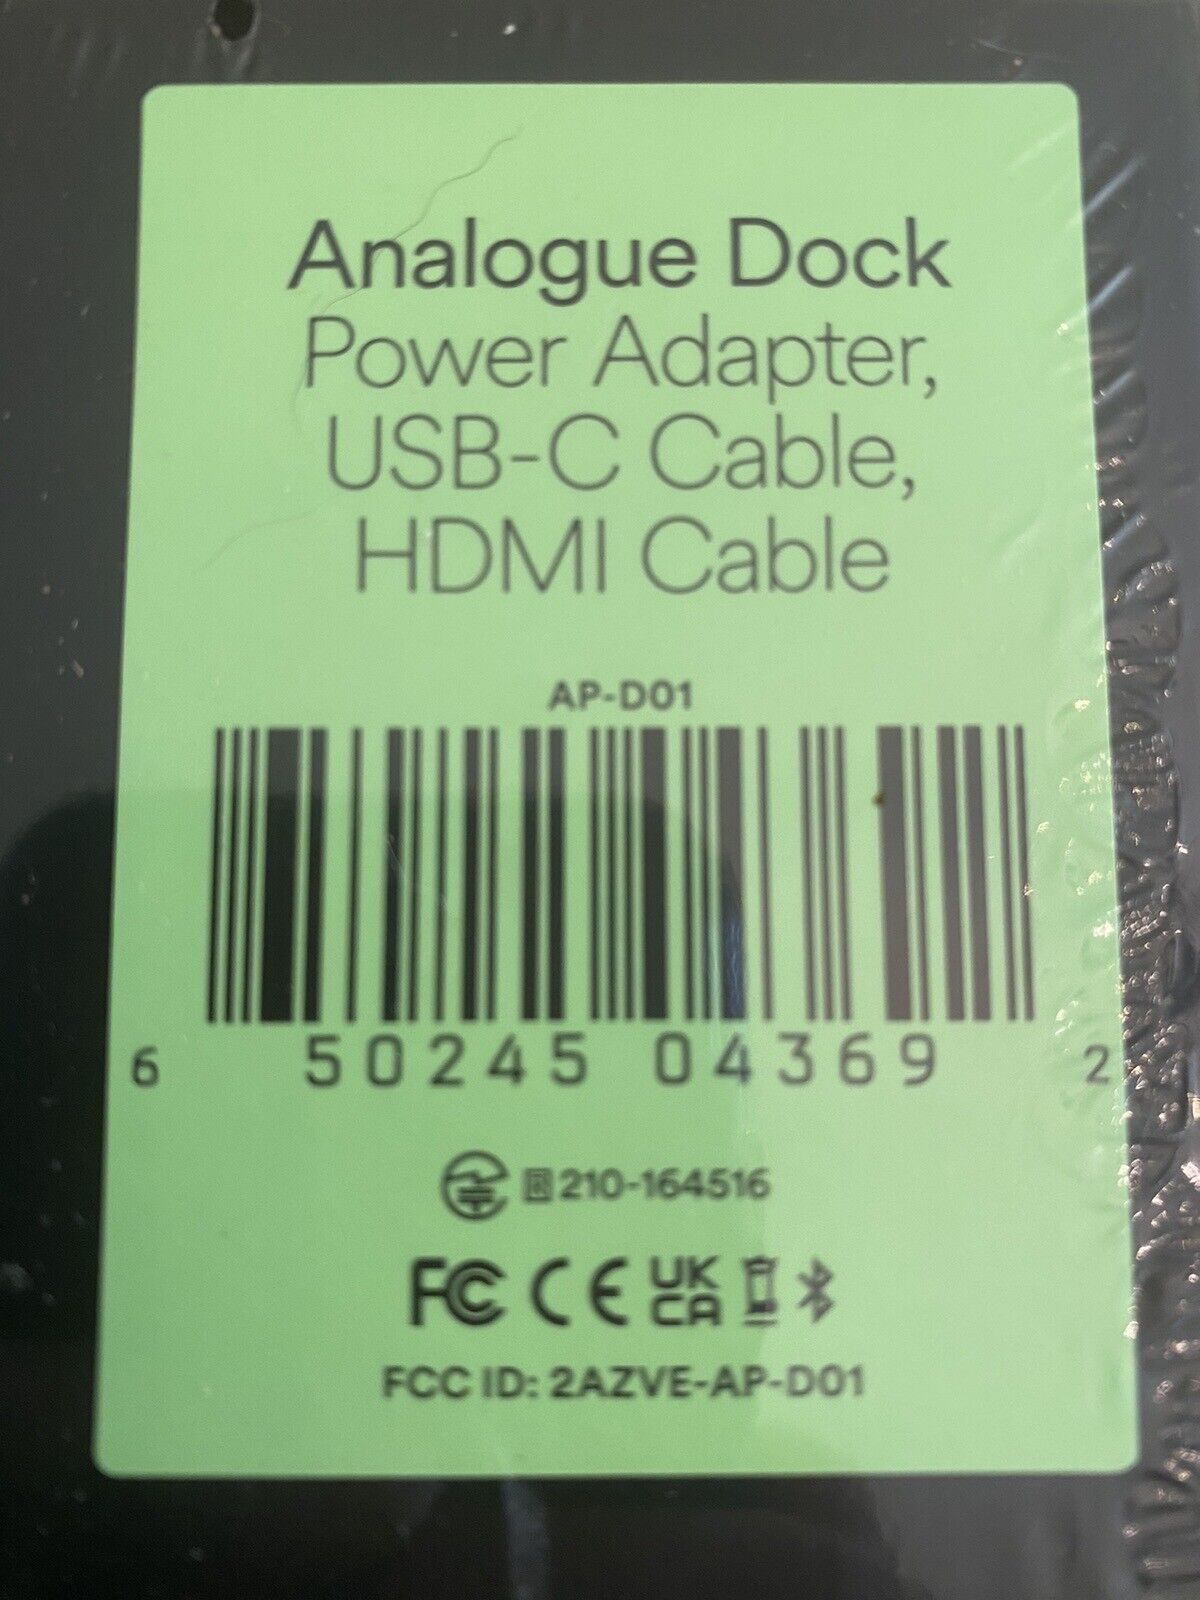 Analogue Dock
Power Adapter,
USB-C Cable,
HDMI Cable
AP-D01
6 50245 04369 2
R 210-164516
FC CE UK CA
FCC ID: 2AZVE-AP-D01